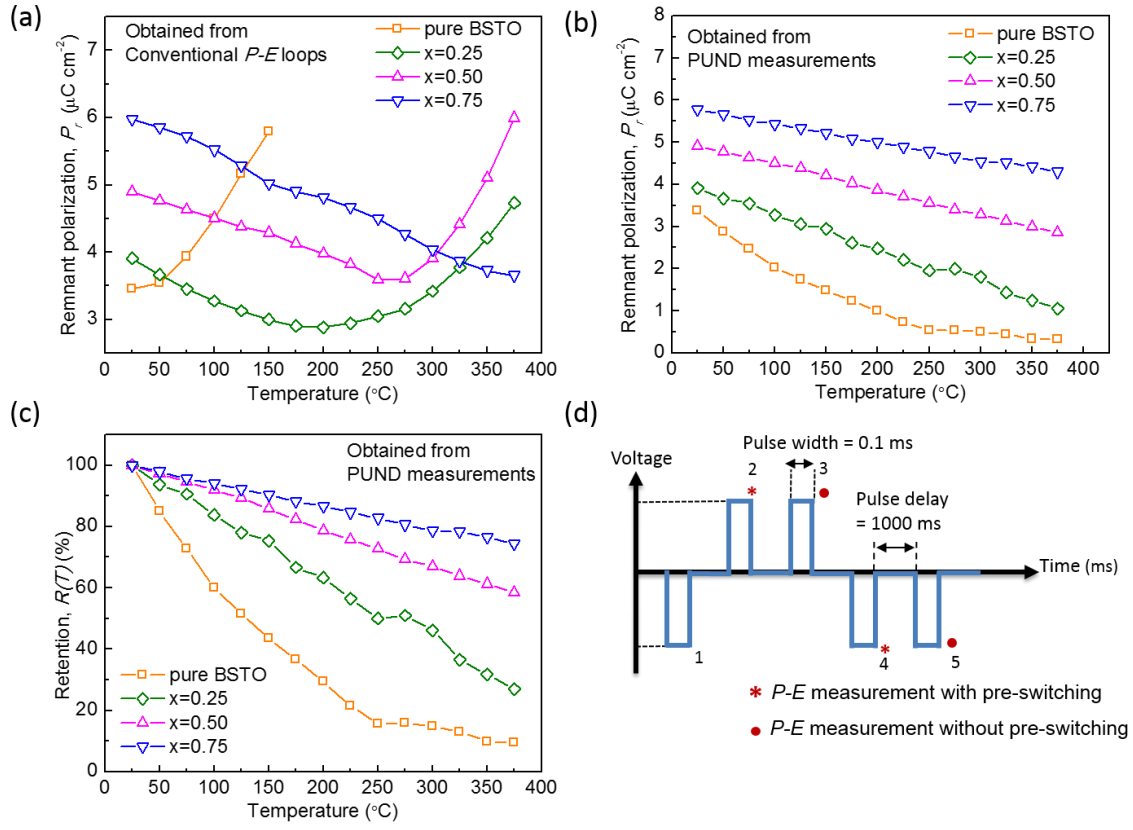 (a)
Obtained from
Conventional P-E loops
pure BSTO
x=0.25
x=0.50
x=0.75
Remnant polarization, Pr (μC cm-2)
7
6
5
4
3
0 50 100 150 200 250 300 350 400
Temperature (°C)
(b)
Obtained from
PUND measurements
pure BSTO
x=0.25
x=0.50
x=0.75
Remnant polarization, Pr (μC cm-2)
8
7
6
5
4
3
2
1
0
0 50 100 150 200 250 300 350 400
Temperature (°C)
(c)
Obtained from
PUND measurements
Retention, R(T) (%)
100
80
60
40
20
0
pure BSTO
x=0.25
x=0.50
x=0.75
0 50 100 150 200 250 300 350 400
Temperature (°C)
(d)
Pulse width = 0.1 ms
Voltage
2
*
3
Pulse delay
= 1000 ms
Time (ms)
1
4
*
5
* P-E measurement with pre-switching
● P-E measurement without pre-switching